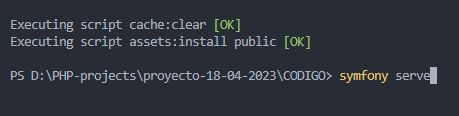 Executing script cache:clear [OK]
Executing script assets:install public [OK]
PS D:\PHP-projects\proyecto-18-04-2023\CODIGO> symfony serve